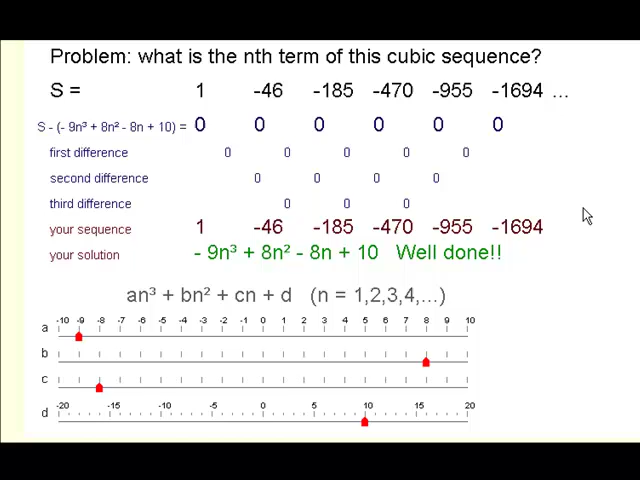 Problem: what is the nth term of this cubic sequence?
S = 1 -46 -185 -470 -955 -1694 ...
S - (- 9n³ + 8n² - 8n + 10) = 0 0 0 0 0 0
first difference 0 0 0 0 0
second difference 0 0 0 0
third difference 0 0 0
your sequence 1 -46 -185 -470 -955 -1694
your solution - 9n³ + 8n² - 8n + 10 Well done!!
an³ + bn² + cn + d (n = 1,2,3,4,...)
-10 -9 -8 -7 -6 -5 -4 -3 -2 -1 0 1 2 3 4 5 6 7 8 9 10
a
b
c
-20 -15 -10 -5 0 5 10 15 20
d